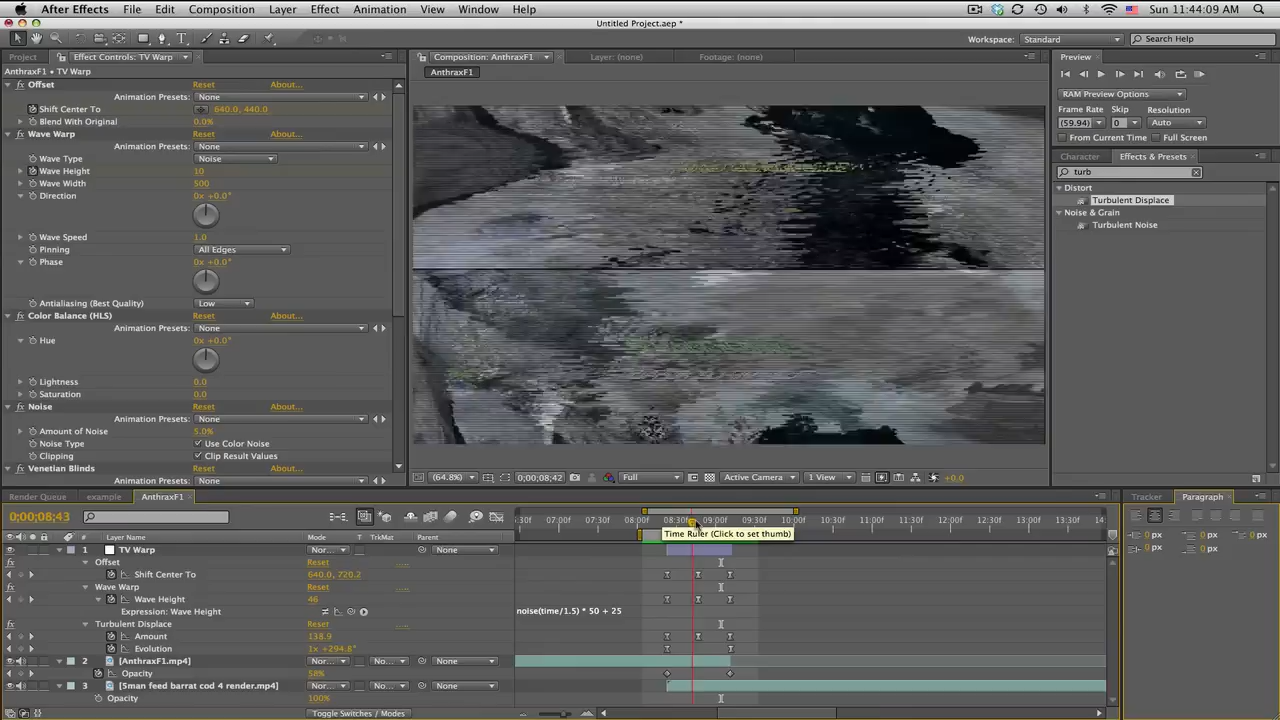 After Effects File Edit Composition Layer Effect Animation View Window Help Sun 11:44:09 AM
Untitled Project.aep *
Workspace: Standard Search Help
Project Effect Controls: TV Warp Composition: AnthraxF1 Layer: (none) Footage: (none) Preview
AnthraxF1 • TV Warp AnthraxF1
Offset Reset About...
Animation Presets: None
RAM Preview Options
Shift Center To 640.0, 440.0
Frame Rate Skip Resolution
Blend With Original 0.0%
(59.94) 0 Auto
Wave Warp Reset About...
From Current Time Full Screen
Animation Presets: None
Wave Type Noise
Character Effects & Presets
Wave Height 10
turb
Wave Width 500
Distort
Direction 0x +0.0°
Turbulent Displace
Noise & Grain
Turbulent Noise
Wave Speed 1.0
Pinning All Edges
Phase 0x +0.0°
Antialiasing (Best Quality) Low
Color Balance (HLS) Reset About...
Animation Presets: None
Hue 0x +0.0°
Lightness 0.0
Saturation 0.0
Noise Reset About...
Animation Presets: None
Amount of Noise 5.0%
Noise Type Use Color Noise
Clipping Clip Result Values
Venetian Blinds Reset About...
Animation Presets: None
(64.8%) 0;00;08;42 Full Active Camera 1 View +0.0
Render Queue example AnthraxF1 Tracker Paragraph
0;00;08;43
:30f 07:00f 07:30f 08:00f 08:30f 09:00f 09:30f 10:00f 10:30f 11:00f 11:30f 12:00f 12:30f 13:00f 13:30f 14
0 px 0 px 0 px
# Layer Name Mode T TrkMat Parent
Time Ruler (Click to set thumb)
0 px 0 px
1 TV Warp Nor... None
Offset Reset
Shift Center To 640.0, 720.2
Wave Warp Reset
Wave Height 46
Expression: Wave Height noise(time/1.5) * 50 + 25
Turbulent Displace Reset
Amount 138.9
Evolution 1x +294.8°
2 [AnthraxF1.mp4] Nor... No... None
Opacity 58%
3 [5man feed barrat cod 4 render.mp4] Nor... No... None
Opacity 100%
Toggle Switches / Modes